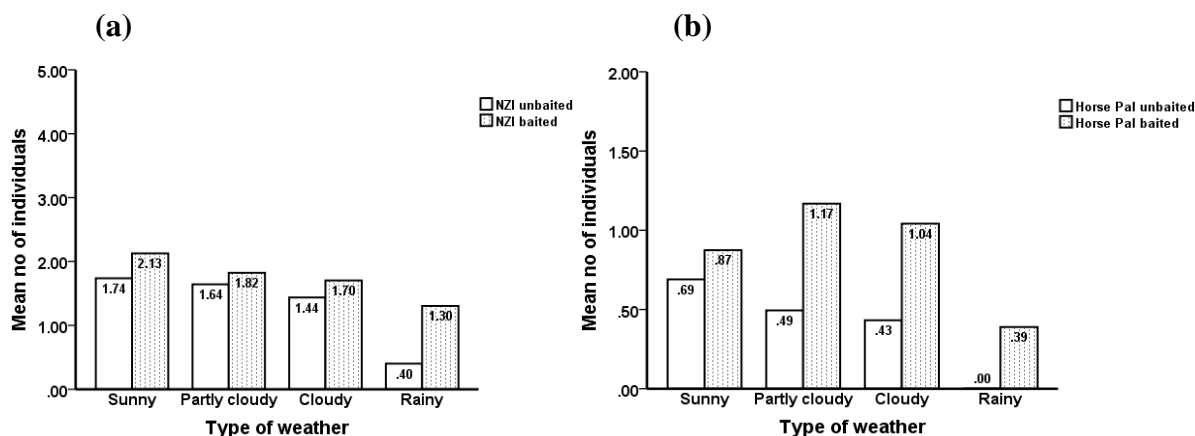 (a)
Mean no of individuals
5.00
4.00
3.00
2.00
1.00
.00
NZI unbaited
NZI baited
1.74
2.13
1.64
1.82
1.44
1.70
.40
1.30
Sunny
Partly cloudy
Cloudy
Rainy
Type of weather
(b)
Mean no of individuals
2.00
1.50
1.00
.50
.00
Horse Pal unbaited
Horse Pal baited
.69
.87
.49
1.17
.43
1.04
.00
.39
Sunny
Partly cloudy
Cloudy
Rainy
Type of weather